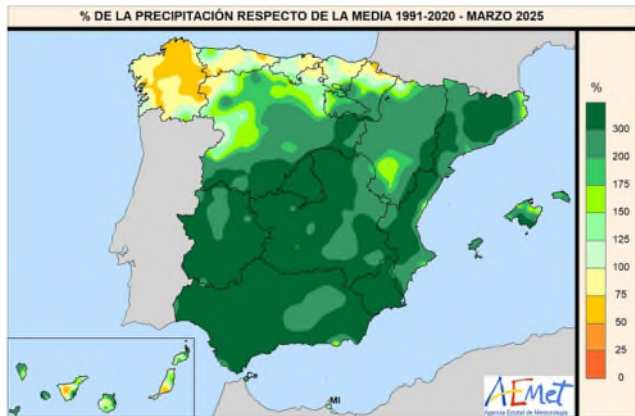 % DE LA PRECIPITACIÓN RESPECTO DE LA MEDIA 1991-2020 - MARZO 2025
%
300
200
175
150
125
100
75
50
25
0
Ce
Ml
AEMet
Agencia Estatal de Meteorología